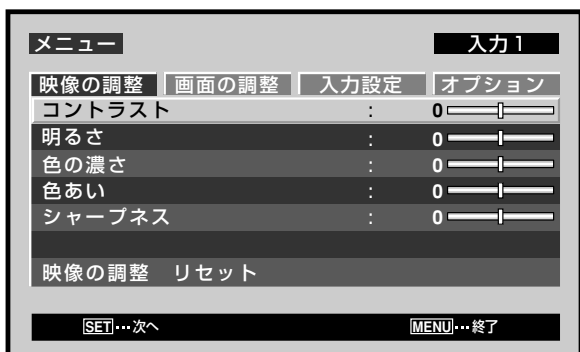 メニュー 入力1
映像の調整 画面の調整 入力設定 オプション
コントラスト : 0
明るさ : 0
色の濃さ : 0
色あい : 0
シャープネス : 0
映像の調整 リセット
SET…次へ MENU…終了